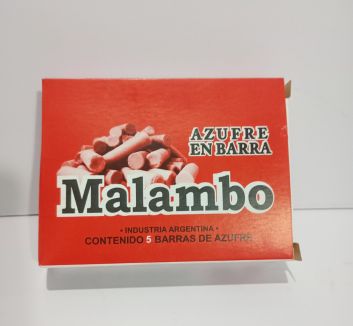 AZUFRE
EN BARRA
Malambo
• INDUSTRIA ARGENTINA •
CONTENIDO 5 BARRAS DE AZUFRE